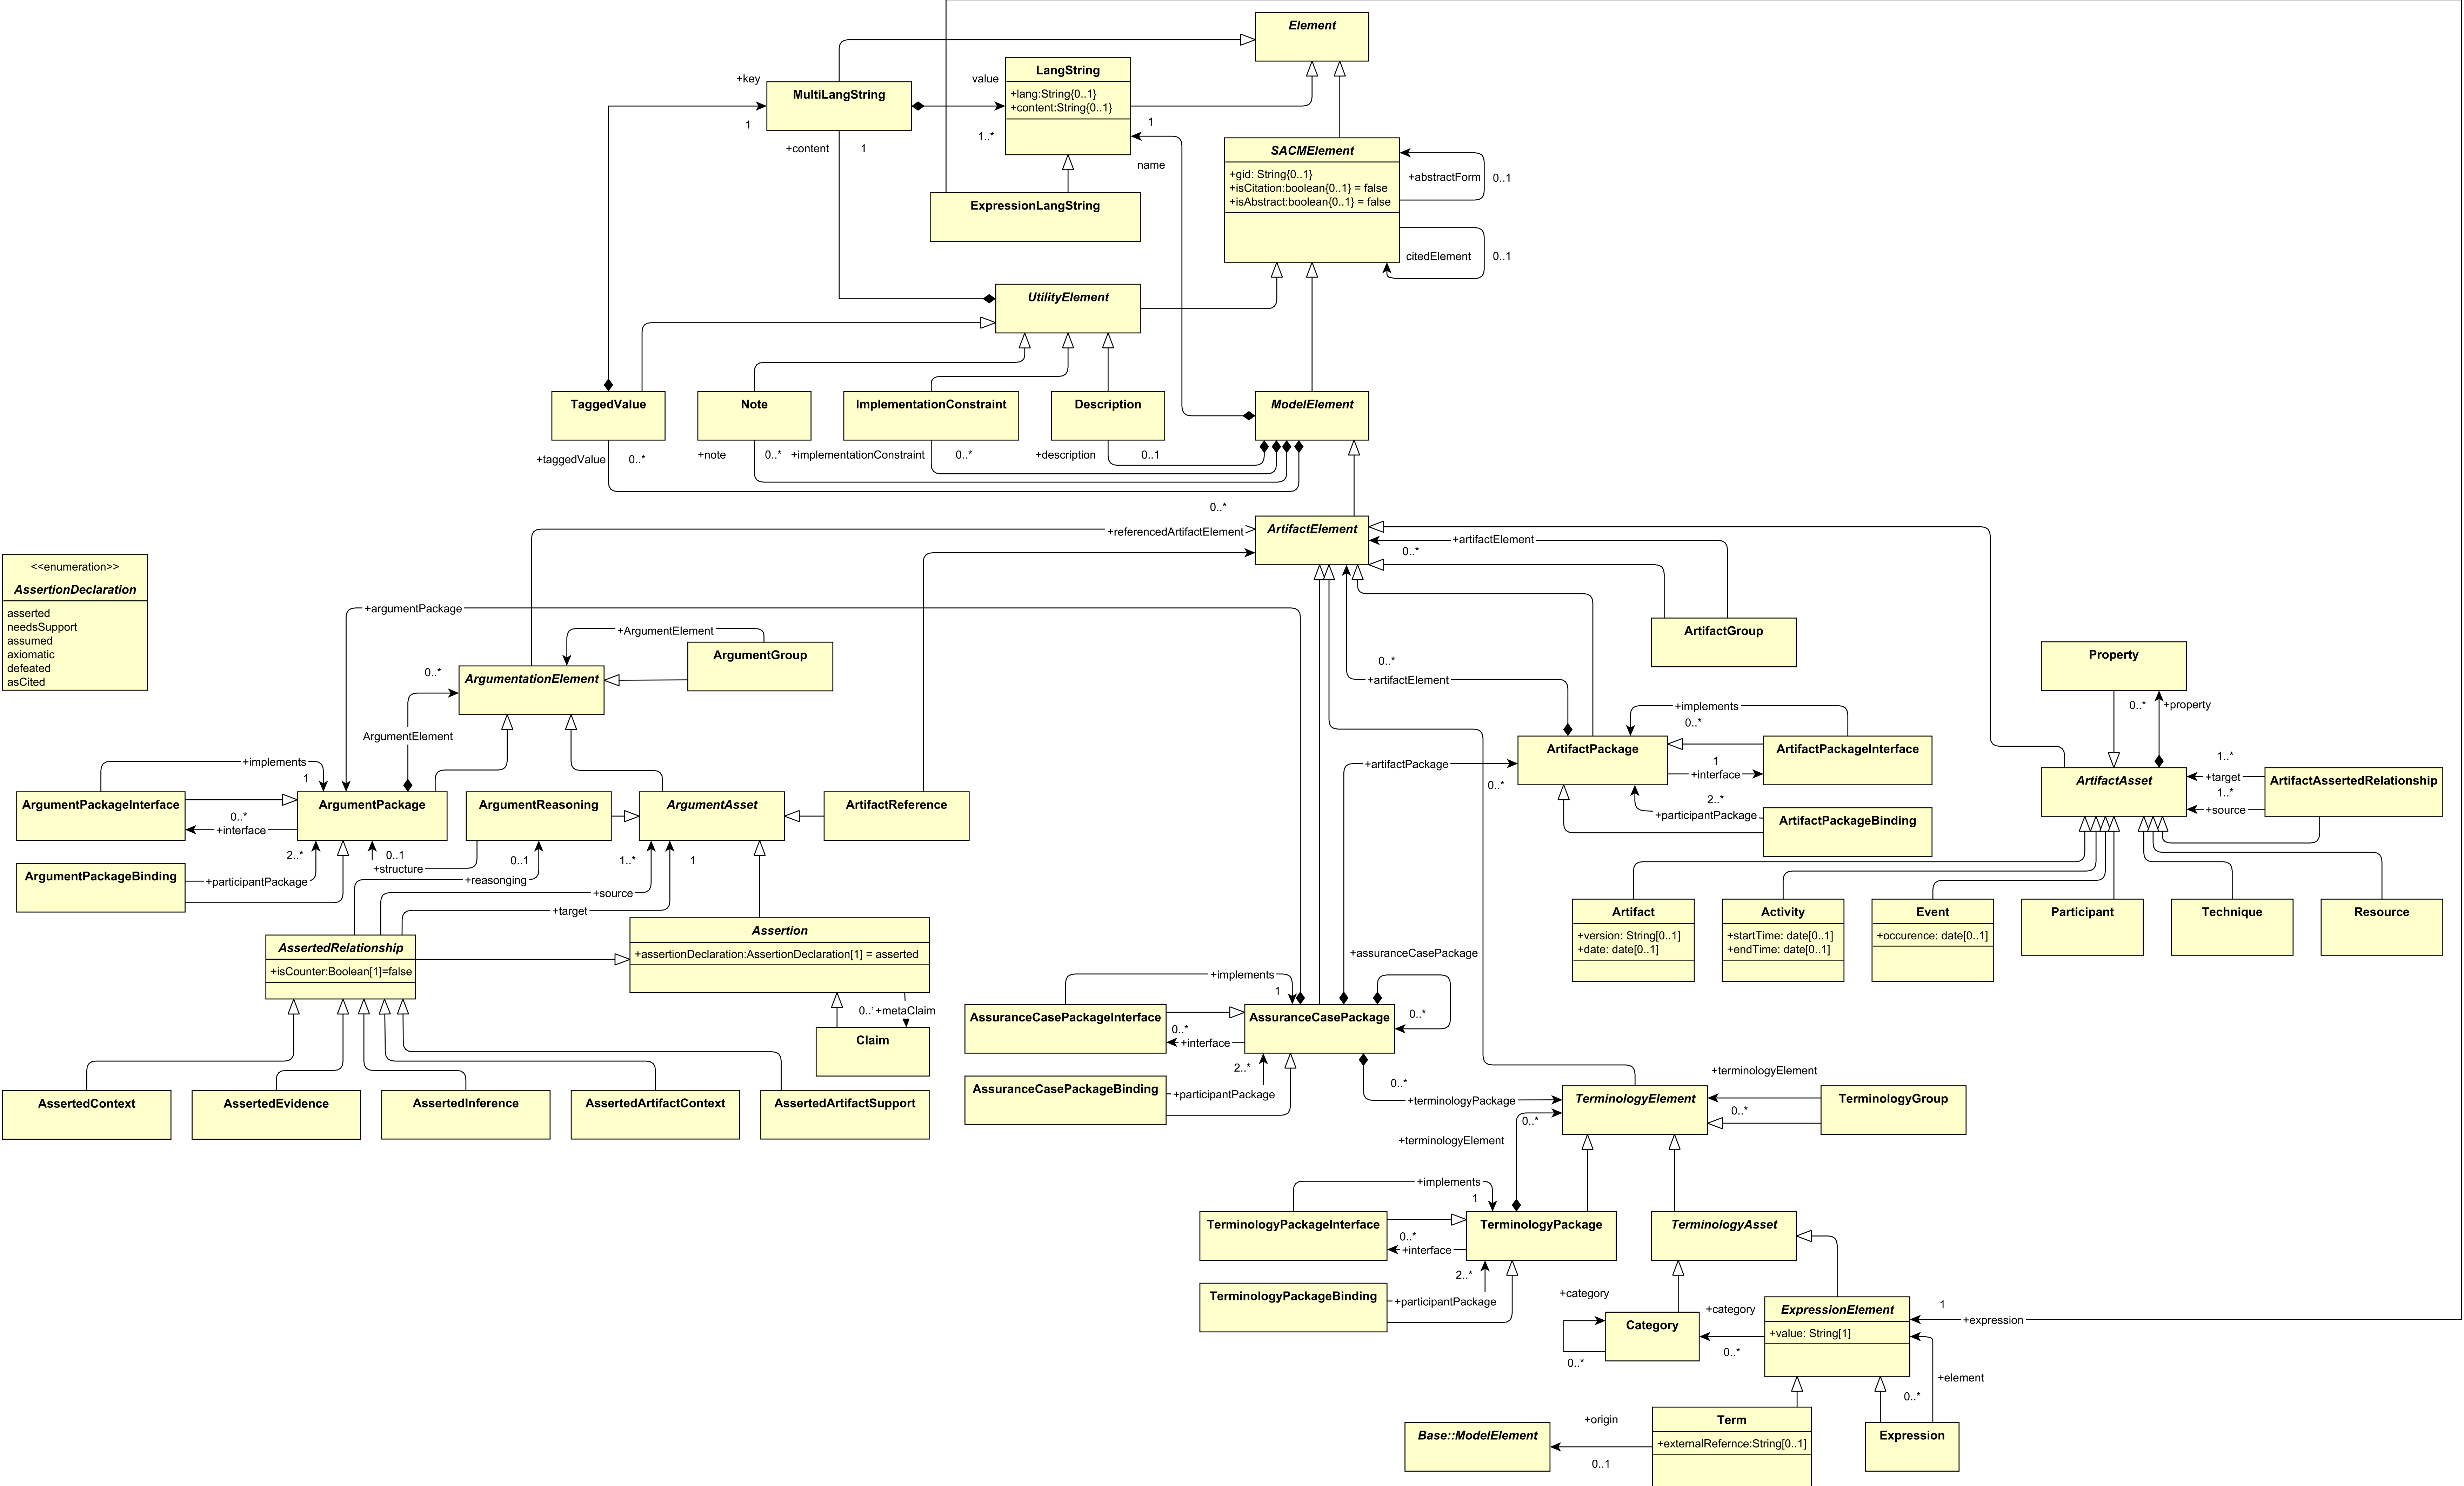 Element
MultiLangString
+key
1
value
1..*
LangString
+lang:String{0..1}
+content:String{0..1}
1
name
+content
1
ExpressionLangString
SACMElement
+gid: String{0..1}
+isCitation:boolean{0..1} = false
+isAbstract:boolean{0..1} = false
+abstractForm
0..1
citedElement
0..1
UtilityElement
TaggedValue
Note
ImplementationConstraint
Description
ModelElement
+taggedValue
0..*
+note
0..*
+implementationConstraint
0..*
+description
0..1
0..*
+referencedArtifactElement
ArtifactElement
+artifactElement
0..*
ArtifactGroup
<<enumeration>>
AssertionDeclaration
asserted
needsSupport
assumed
axiomatic
defeated
asCited
+argumentPackage
+ArgumentElement
ArgumentGroup
0..*
ArgumentationElement
ArgumentElement
0..*
+artifactElement
+implements
0..*
ArtifactPackage
ArtifactPackageInterface
1
+interface
+artifactPackage
0..*
2..*
+participantPackage
ArtifactPackageBinding
Property
0..*
+property
ArtifactAsset
1..*
+target
1..*
+source
ArtifactAssertedRelationship
+implements
1
ArgumentPackageInterface
ArgumentPackage
0..*
+interface
ArgumentReasoning
ArgumentAsset
ArtifactReference
2..*
0..1
+structure
0..1
1..*
1
ArgumentPackageBinding
+participantPackage
+reasonging
+source
+target
Artifact
+version: String[0..1]
+date: date[0..1]
Activity
+startTime: date[0..1]
+endTime: date[0..1]
Event
+occurence: date[0..1]
Participant
Technique
Resource
AssertedRelationship
+isCounter:Boolean[1]=false
Assertion
+assertionDeclaration:AssertionDeclaration[1] = asserted
0..*
+metaClaim
Claim
AssertedContext
AssertedEvidence
AssertedInference
AssertedArtifactContext
AssertedArtifactSupport
+assuranceCasePackage
0..*
+implements
1
AssuranceCasePackageInterface
AssuranceCasePackage
0..*
+interface
2..*
AssuranceCasePackageBinding
+participantPackage
0..*
+terminologyPackage
+terminologyElement
TerminologyElement
0..*
TerminologyGroup
0..*
+terminologyElement
+implements
1
TerminologyPackageInterface
TerminologyPackage
TerminologyAsset
0..*
+interface
2..*
TerminologyPackageBinding
+participantPackage
+category
0..*
Category
+category
0..*
ExpressionElement
+value: String[1]
1
+expression
+element
0..*
Base::ModelElement
+origin
0..1
Term
+externalRefernce:String[0..1]
Expression